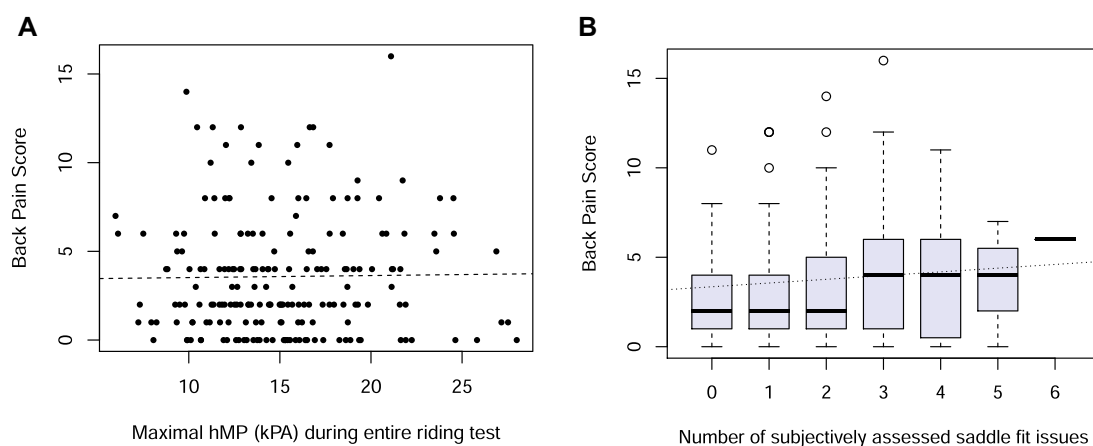 A
Back Pain Score
15
10
5
0
10 15 20 25
Maximal hMP (kPA) during entire riding test
B
Back Pain Score
15
10
5
0
0 1 2 3 4 5 6
Number of subjectively assessed saddle fit issues